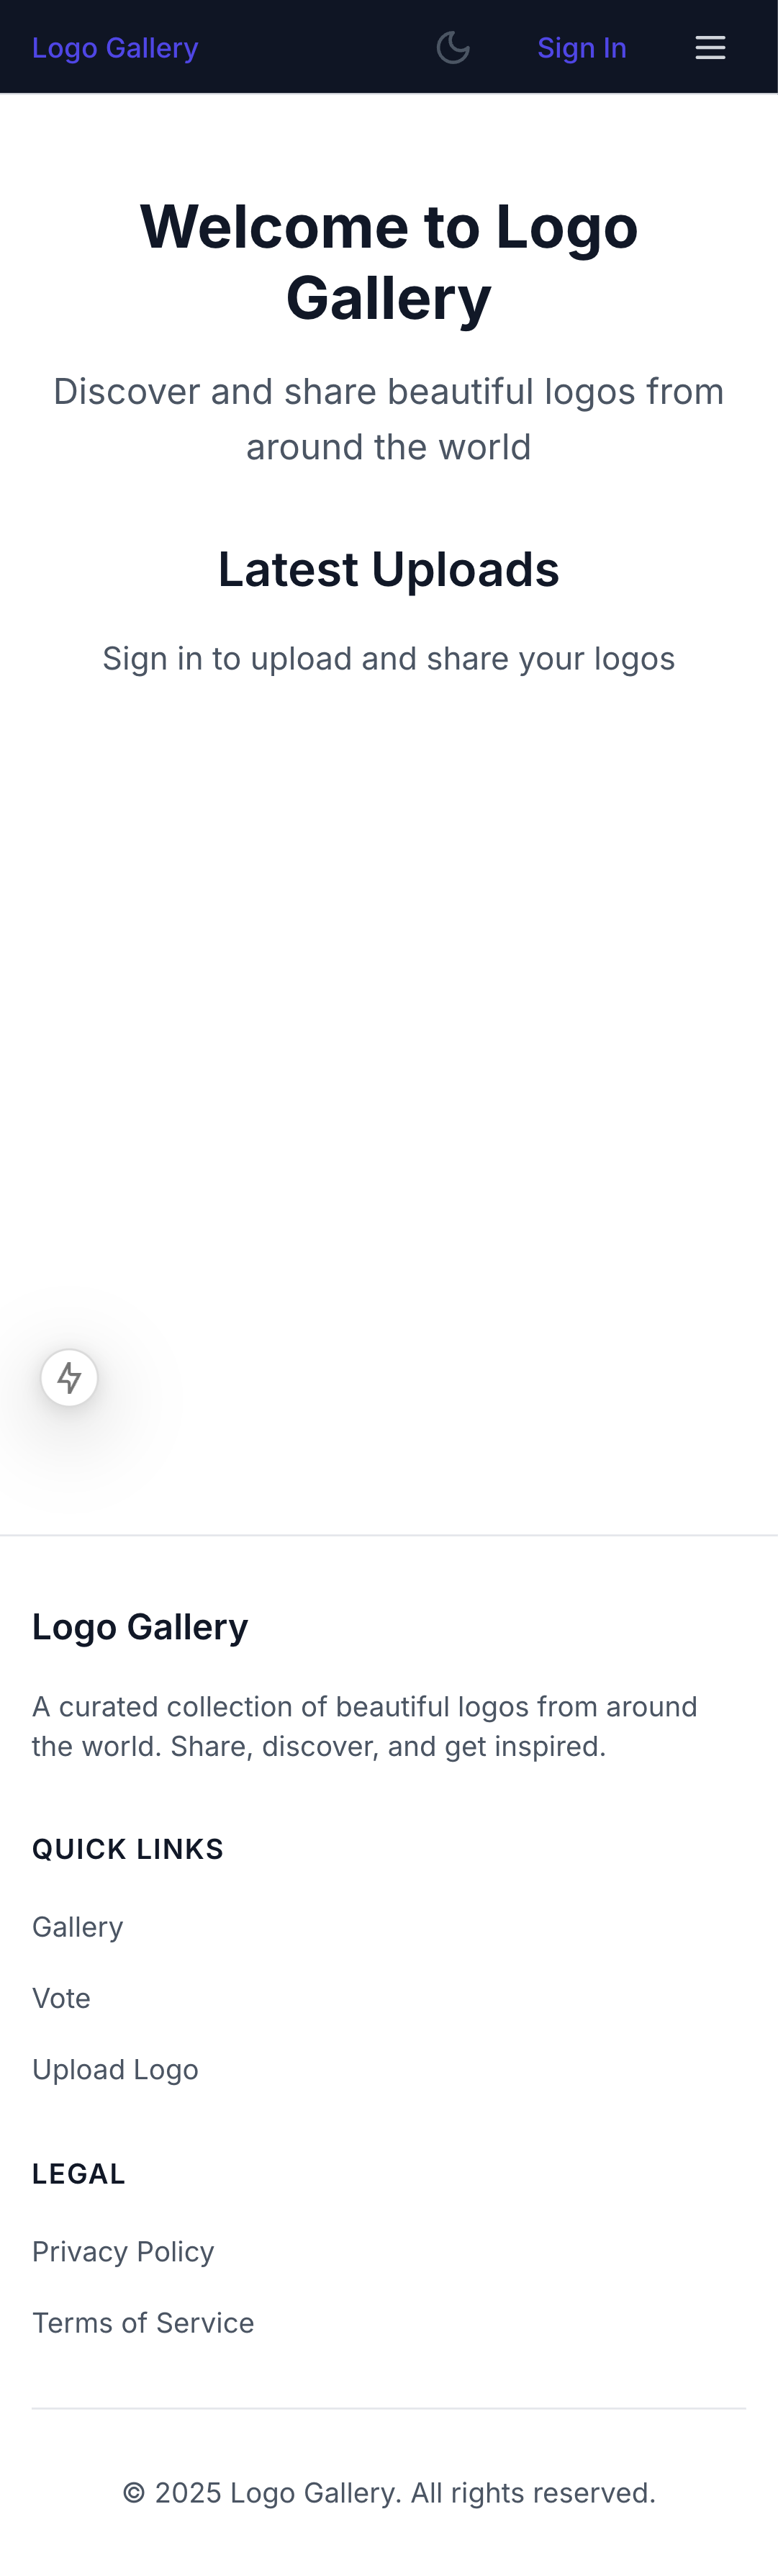 Logo Gallery
Sign In
Welcome to Logo
Gallery
Discover and share beautiful logos from
around the world
Latest Uploads
Sign in to upload and share your logos
Logo Gallery
A curated collection of beautiful logos from around
the world. Share, discover, and get inspired.
QUICK LINKS
Gallery
Vote
Upload Logo
LEGAL
Privacy Policy
Terms of Service
© 2025 Logo Gallery. All rights reserved.